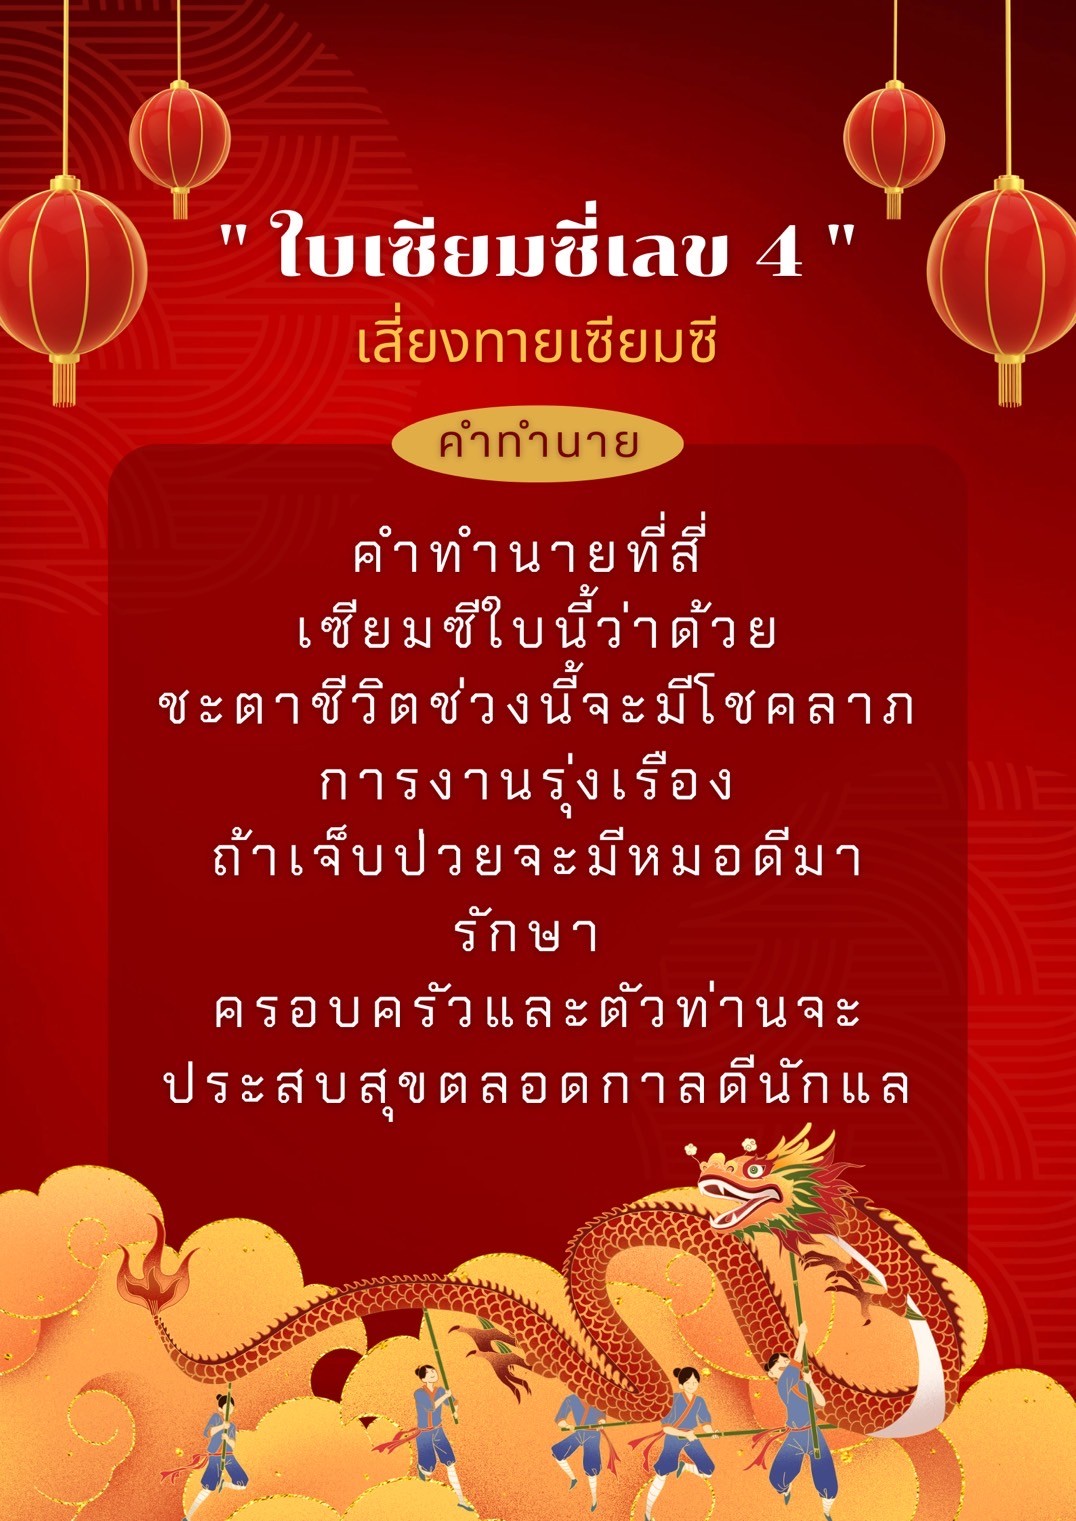 " ใบเซียมซี่เลข 4 "
เสี่ยงทายเซียมซี
คำทำนาย
คำทำนายที่สี่
เซียมซีใบนี้ว่าด้วย
ชะตาชีวิตช่วงนี้จะมีโชคลาภ
การงานรุ่งเรือง
ถ้าเจ็บป่วยจะมีหมอดีมา
รักษา
ครอบครัวและตัวท่านจะ
ประสบสุขตลอดกาลดีนักแล